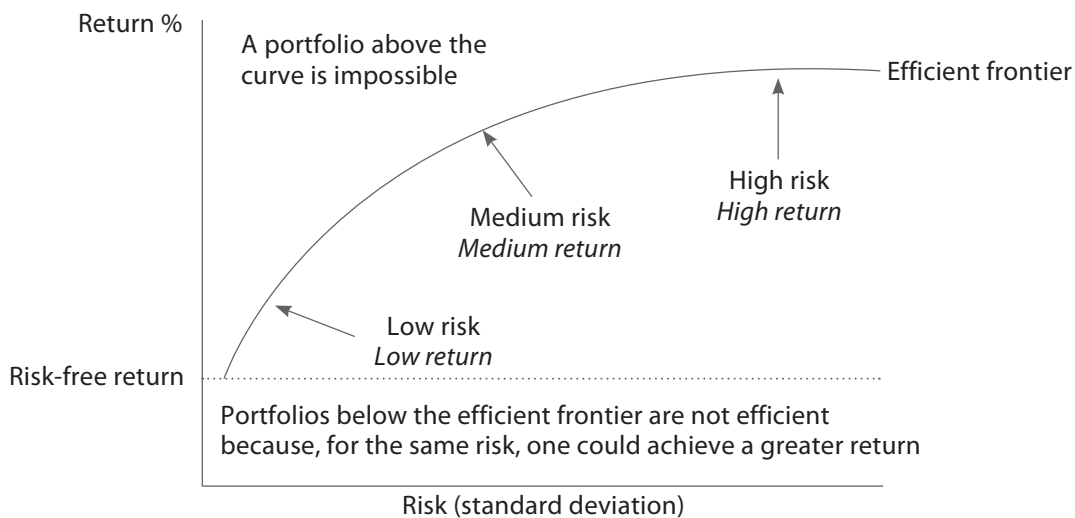 Return %
A portfolio above the
curve is impossible
Efficient frontier
High risk
High return
Medium risk
Medium return
Low risk
Low return
Risk-free return
Portfolios below the efficient frontier are not efficient
because, for the same risk, one could achieve a greater return
Risk (standard deviation)